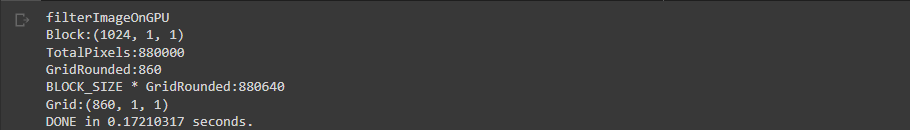 filterImageOnGPU
Block:(1024, 1, 1)
TotalPixels:880000
GridRounded:860
BLOCK_SIZE * GridRounded:880640
Grid:(860, 1, 1)
DONE in 0.17210317 seconds.